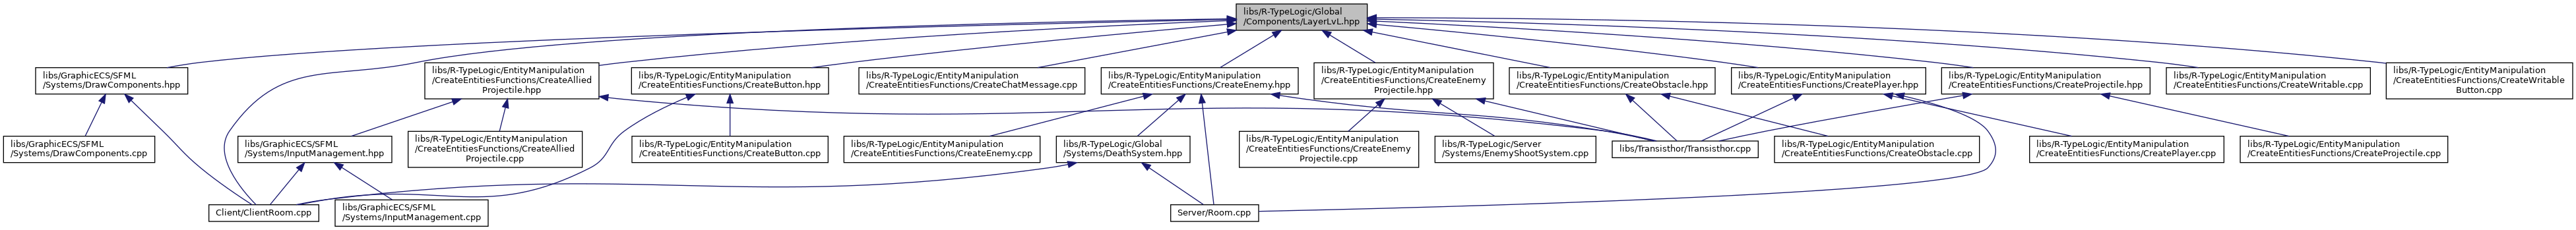 libs/R-TypeLogic/Global
/Components/LayerLvL.hpp
libs/GraphicECS/SFML
/Systems/DrawComponents.hpp
libs/R-TypeLogic/EntityManipulation
/CreateEntitiesFunctions/CreateAllied
Projectile.hpp
libs/R-TypeLogic/EntityManipulation
/CreateEntitiesFunctions/CreateButton.hpp
libs/R-TypeLogic/EntityManipulation
/CreateEntitiesFunctions/CreateChatMessage.cpp
libs/R-TypeLogic/EntityManipulation
/CreateEntitiesFunctions/CreateEnemy.hpp
libs/R-TypeLogic/EntityManipulation
/CreateEntitiesFunctions/CreateEnemy
Projectile.hpp
libs/R-TypeLogic/EntityManipulation
/CreateEntitiesFunctions/CreateObstacle.hpp
libs/R-TypeLogic/EntityManipulation
/CreateEntitiesFunctions/CreatePlayer.hpp
libs/R-TypeLogic/EntityManipulation
/CreateEntitiesFunctions/CreateProjectile.hpp
libs/R-TypeLogic/EntityManipulation
/CreateEntitiesFunctions/CreateWritable.cpp
libs/R-TypeLogic/EntityManipulation
/CreateEntitiesFunctions/CreateWritable
Button.cpp
libs/GraphicECS/SFML
/Systems/DrawComponents.cpp
libs/GraphicECS/SFML
/Systems/InputManagement.hpp
libs/R-TypeLogic/EntityManipulation
/CreateEntitiesFunctions/CreateAllied
Projectile.cpp
libs/R-TypeLogic/EntityManipulation
/CreateEntitiesFunctions/CreateButton.cpp
libs/R-TypeLogic/EntityManipulation
/CreateEntitiesFunctions/CreateEnemy.cpp
libs/R-TypeLogic/Global
/Systems/DeathSystem.hpp
libs/R-TypeLogic/EntityManipulation
/CreateEntitiesFunctions/CreateEnemy
Projectile.cpp
libs/R-TypeLogic/Server
/Systems/EnemyShootSystem.cpp
libs/Transisthor/Transisthor.cpp
libs/R-TypeLogic/EntityManipulation
/CreateEntitiesFunctions/CreateObstacle.cpp
libs/R-TypeLogic/EntityManipulation
/CreateEntitiesFunctions/CreatePlayer.cpp
libs/R-TypeLogic/EntityManipulation
/CreateEntitiesFunctions/CreateProjectile.cpp
Client/ClientRoom.cpp
libs/GraphicECS/SFML
/Systems/InputManagement.cpp
Server/Room.cpp